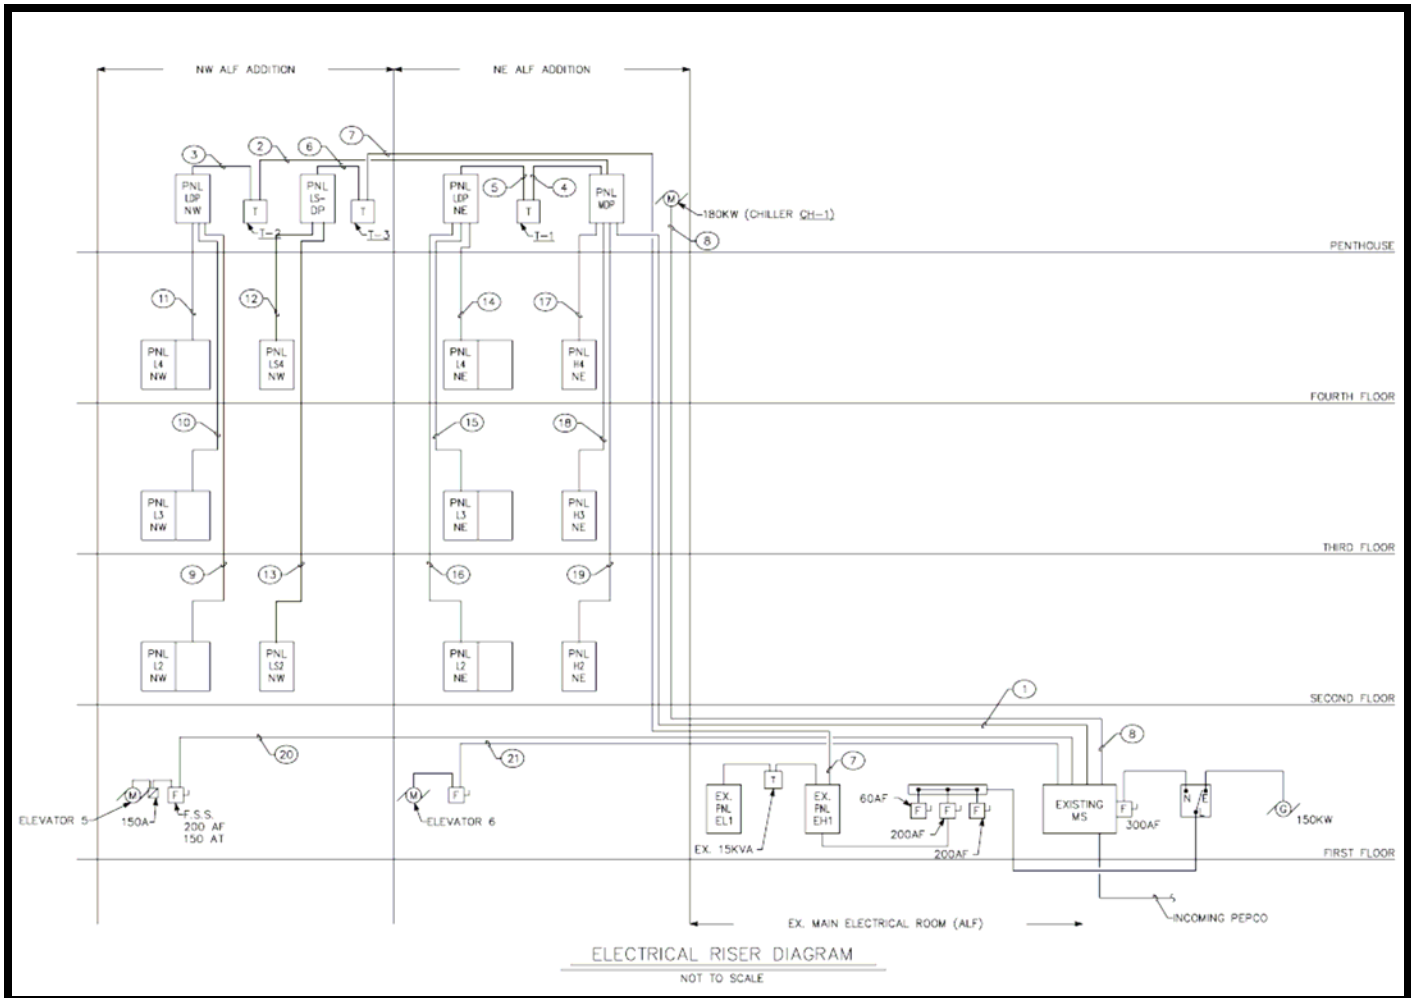 NW ALF ADDITION
NE ALF ADDITION
3
2
6
7
PNL
LDP
NW
T
T-2
PNL
LS-
DP
T
T-3
PNL
LDP
NE
5
4
T
T-1
PNL
MDP
M
180KW (CHILLER CH-1)
8
PENTHOUSE
11
12
14
17
PNL
L4
NW
PNL
LS4
NW
PNL
L4
NE
PNL
H4
NE
FOURTH FLOOR
10
15
18
PNL
L3
NW
PNL
L3
NE
PNL
H3
NE
THIRD FLOOR
9
13
16
19
PNL
L2
NW
PNL
LS2
NW
PNL
L2
NE
PNL
H2
NE
SECOND FLOOR
1
20
21
7
8
M
ELEVATOR 5
150A
F
F.S.S.
200 AF
150 AT
M
F
ELEVATOR 6
EX.
PNL
EL1
T
EX. 15KVA
EX.
PNL
EH1
60AF
F
F
F
200AF
200AF
EXISTING
MS
F
300AF
N E
L
G
150KW
FIRST FLOOR
INCOMING PEPCO
EX. MAIN ELECTRICAL ROOM (ALF)
ELECTRICAL RISER DIAGRAM
NOT TO SCALE